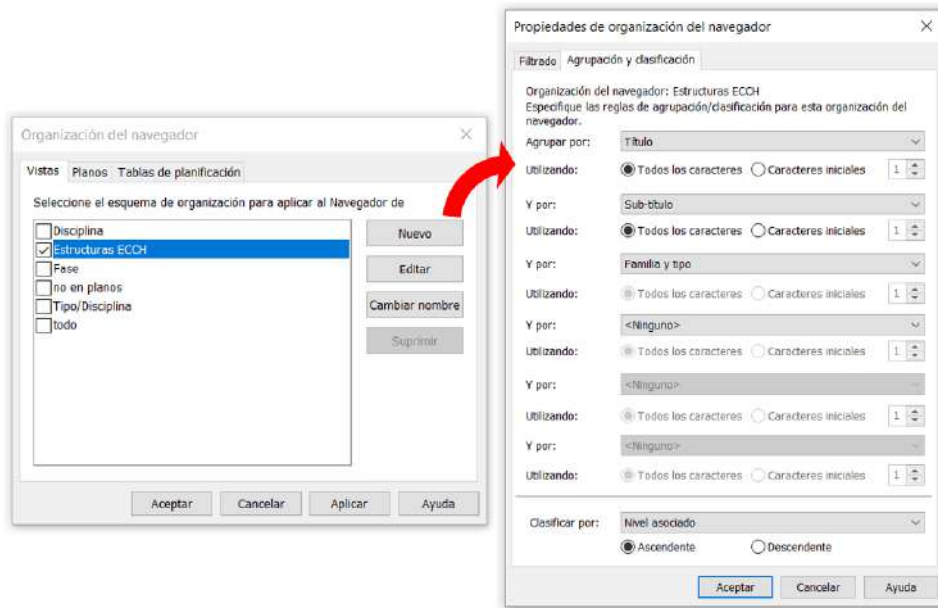 Organización del navegador
Vistas Planos Tablas de planificación
Seleccione el esquema de organización para aplicar al Navegador de
Disciplina
Estructuras ECCH
Fase
no en planos
Tipo/Disciplina
todo
Nuevo
Editar
Cambiar nombre
Suprimir
Aceptar Cancelar Aplicar Ayuda
Propiedades de organización del navegador
Filtrado Agrupación y clasificación
Organización del navegador: Estructuras ECCH
Especifique las reglas de agrupación/clasificación para esta organización del
navegador.
Agrupar por: Título
Utilizando: Todos los caracteres Caracteres iniciales 1
Y por: Sub-título
Utilizando: Todos los caracteres Caracteres iniciales 1
Y por: Familia y tipo
Utilizando: Todos los caracteres Caracteres iniciales 1
Y por: <Ninguno>
Utilizando: Todos los caracteres Caracteres iniciales 1
Y por: <Ninguno>
Utilizando: Todos los caracteres Caracteres iniciales 1
Y por: <Ninguno>
Utilizando: Todos los caracteres Caracteres iniciales 1
Clasificar por: Nivel asociado
Ascendente Descendente
Aceptar Cancelar Ayuda